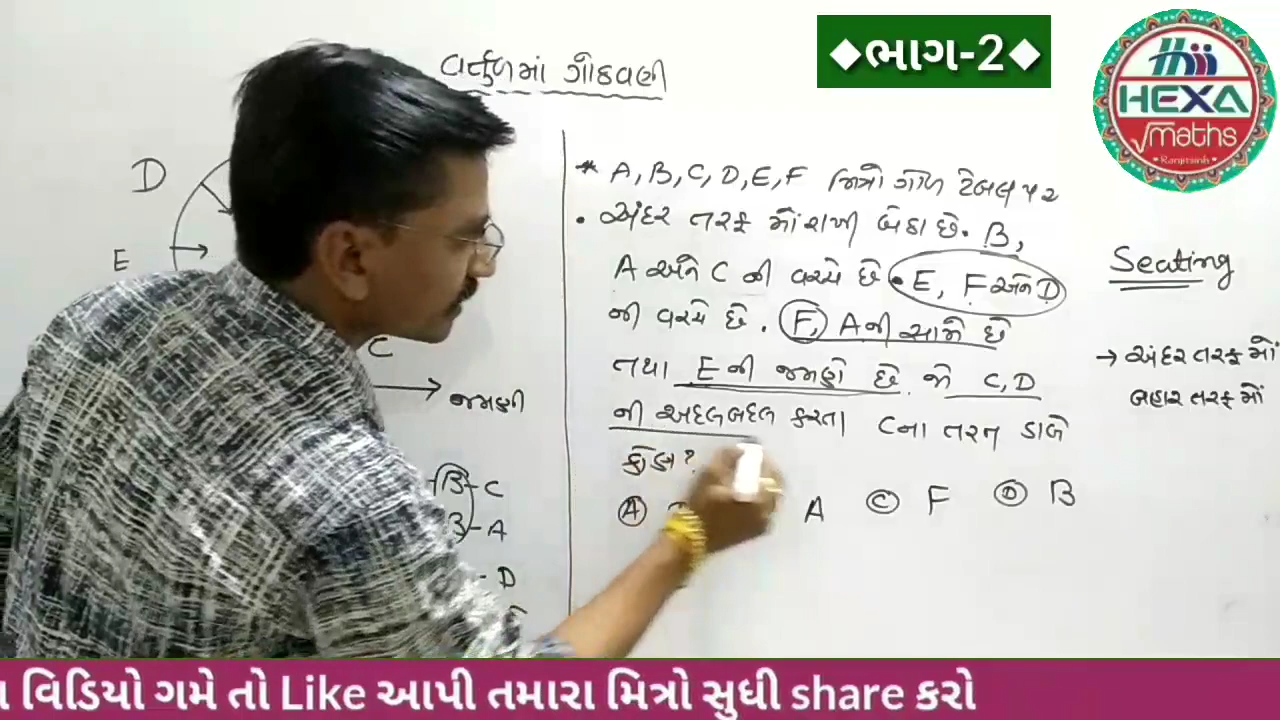 ◆ભાગ-2◆
HEXA
√maths
Ranjitsinh
વર્તુળમાં ગોઠવણી
* A, B, C, D, E, F મિત્રો ગોળ ટેબલ પર
• અંદર તરફ મોં રાખી બેઠા છે. B,
A અને C ની વચ્ચે છે. E, F અને D
ની વચ્ચે છે. F, A ની સામે છે
તથા E ની જમણે છે જો C, D
ની અદલબદલ કરતા C ના તરત ડાબે
કોણ?
(A) A (C) F (D) B
Seating
→ અંદર તરફ મોં
બહાર તરફ મોં
D
E
C
જમણી
B-C
B-A
-D
વિડિયો ગમે તો Like આપી તમારા મિત્રો સુધી share કરો